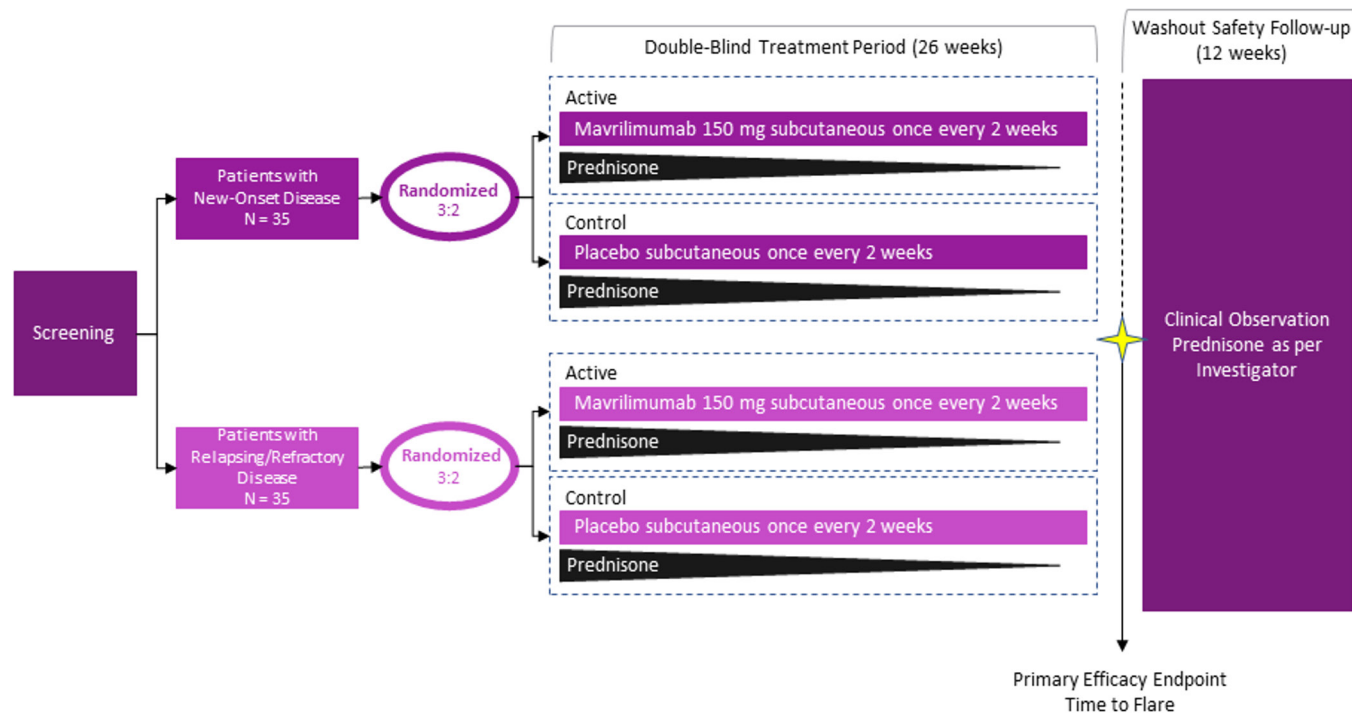 Double-Blind Treatment Period (26 weeks)
Washout Safety Follow-up
(12 weeks)
Screening
Patients with
New-Onset Disease
N = 35
Randomized
3:2
Active
Mavrilimumab 150 mg subcutaneous once every 2 weeks
Prednisone
Control
Placebo subcutaneous once every 2 weeks
Prednisone
Patients with
Relapsing/Refractory
Disease
N = 35
Randomized
3:2
Active
Mavrilimumab 150 mg subcutaneous once every 2 weeks
Prednisone
Control
Placebo subcutaneous once every 2 weeks
Prednisone
Clinical Observation
Prednisone as per
Investigator
Primary Efficacy Endpoint
Time to Flare